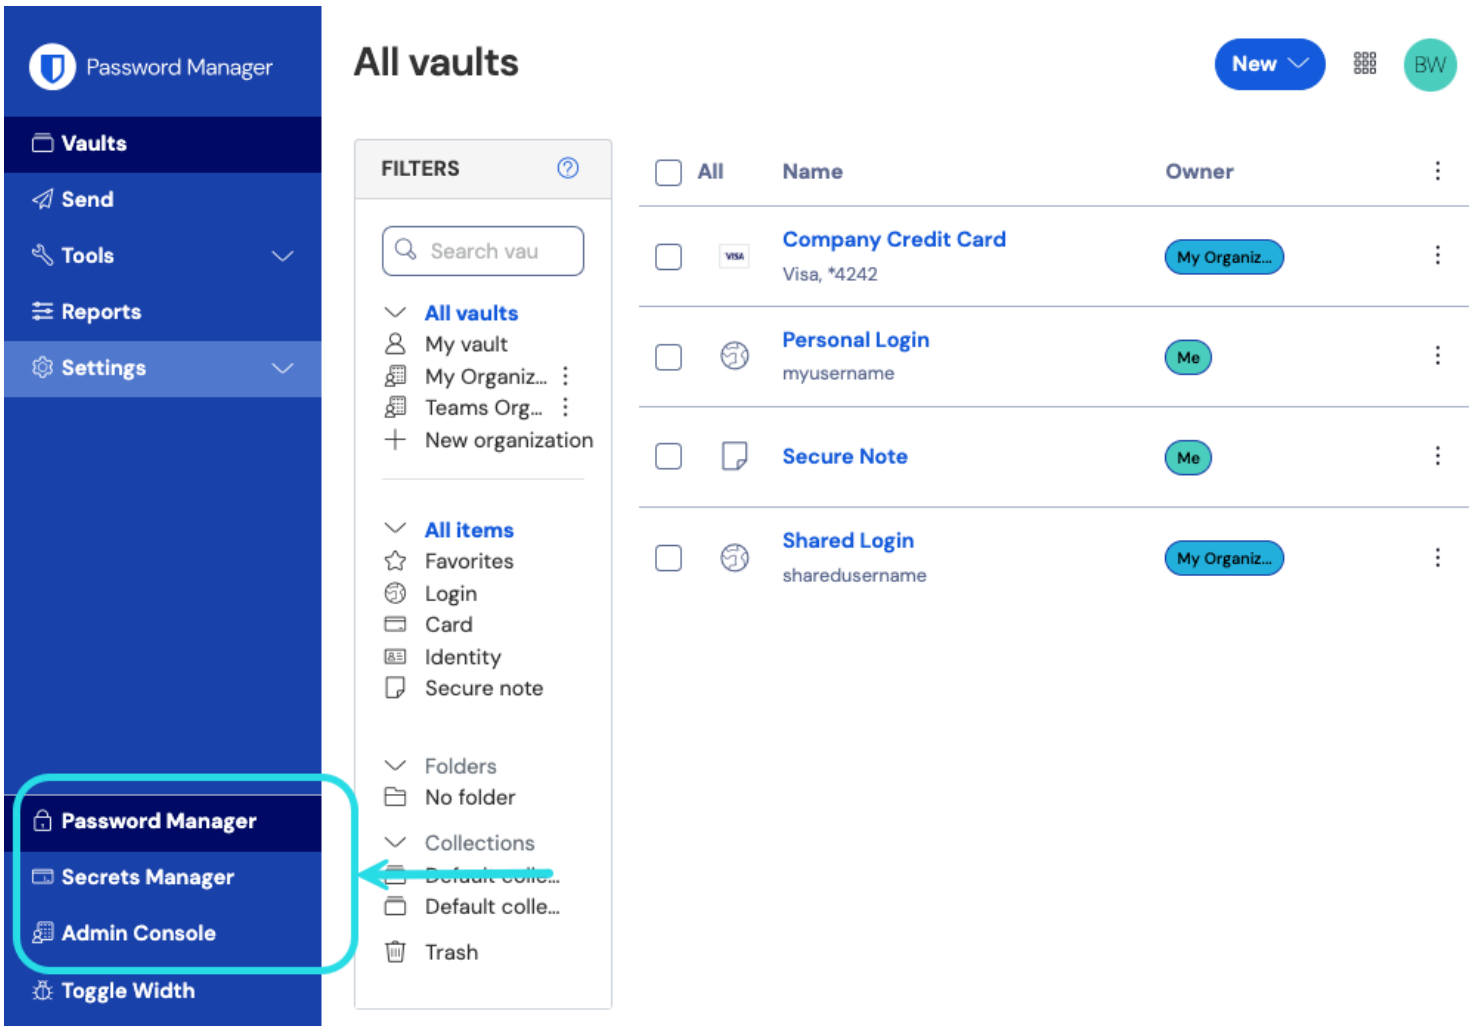 Password Manager
Vaults
Send
Tools
Reports
Settings
Password Manager
Secrets Manager
Admin Console
Toggle Width
All vaults
New
BW
FILTERS
?
Search vau
All vaults
My vault
My Organiz...
Teams Org...
New organization
All items
Favorites
Login
Card
Identity
Secure note
Folders
No folder
Collections
Default colle...
Default colle...
Trash
All Name Owner
VISA
Company Credit Card
Visa, *4242
My Organiz...
Personal Login
myusername
Me
Secure Note
Me
Shared Login
sharedusername
My Organiz...